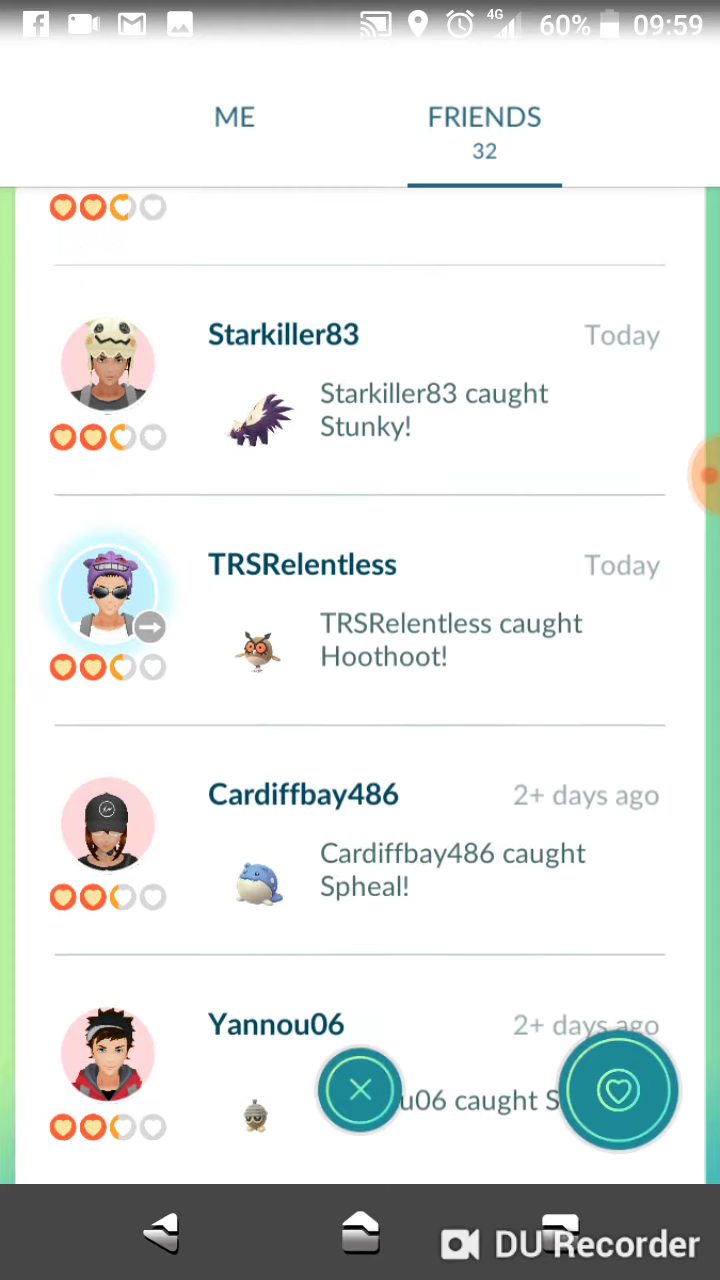 4G 60% 09:59
ME FRIENDS
32
Starkiller83 Today
Starkiller83 caught
Stunky!
TRSRelentless Today
TRSRelentless caught
Hoothoot!
Cardiffbay486 2+ days ago
Cardiffbay486 caught
Spheal!
Yannou06 2+ days ago
u06 caught S
DU Recorder